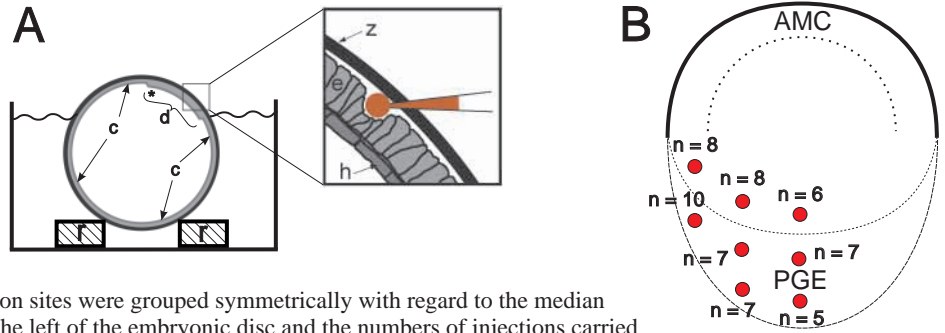 A
B
AMC
z
e
*
d
c
c
h
r
r
n=8
n=8
n=10
n=6
n=7
n=7
PGE
n=7
n=5
on sites were grouped symmetrically with regard to the median
he left of the embryonic disc and the numbers of injections carried